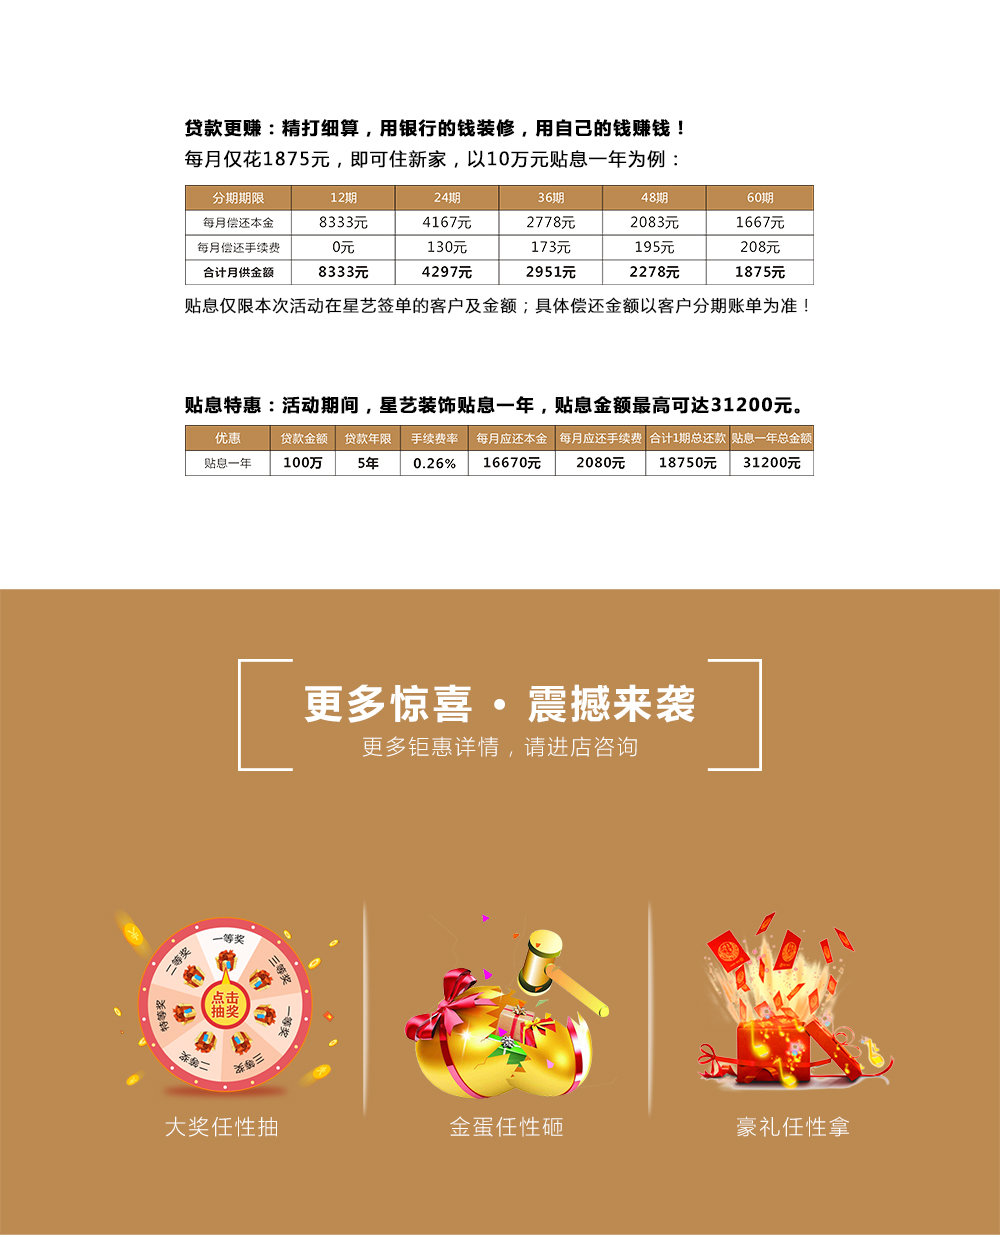 贷款更赚：精打细算，用银行的钱装修，用自己的钱赚钱！
每月仅花1875元，即可住新家，以10万元贴息一年为例：
分期期限 12期 24期 36期 48期 60期
每月偿还本金 8333元 4167元 2778元 2083元 1667元
每月偿还手续费 0元 130元 173元 195元 208元
合计月供金额 8333元 4297元 2951元 2278元 1875元
贴息仅限本次活动在星艺签单的客户及金额；具体偿还金额以客户分期账单为准！
贴息特惠：活动期间，星艺装饰贴息一年，贴息金额最高可达31200元。
优惠 贷款金额 贷款年限 手续费率 每月应还本金 每月应还手续费 合计1期总还款 贴息一年总金额
贴息一年 100万 5年 0.26% 16670元 2080元 18750元 31200元
更多惊喜·震撼来袭
更多钜惠详情，请进店咨询
一等奖
三等奖
一等奖
三等奖
二等奖
特等奖
二等奖
点击
抽奖
大奖任性抽
金蛋任性砸
豪礼任性拿